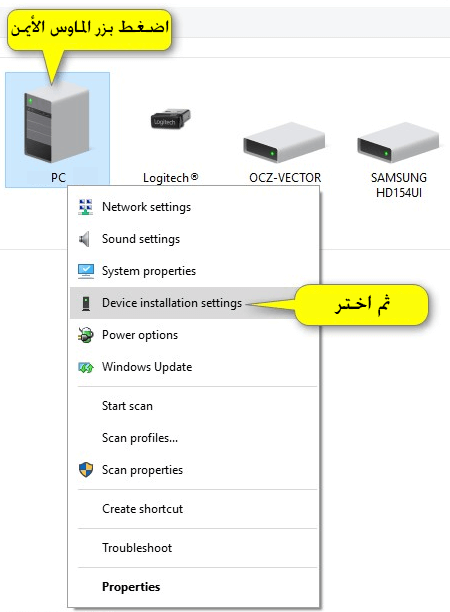 اضغط بزر الماوس الأيمن
Logitech
PC
Logitech®
OCZ-VECTOR
SAMSUNG
HD154UI
Network settings
Sound settings
System properties
Device installation settings
ثم اختر
Power options
Windows Update
Start scan
Scan profiles...
Scan properties
Create shortcut
Troubleshoot
Properties